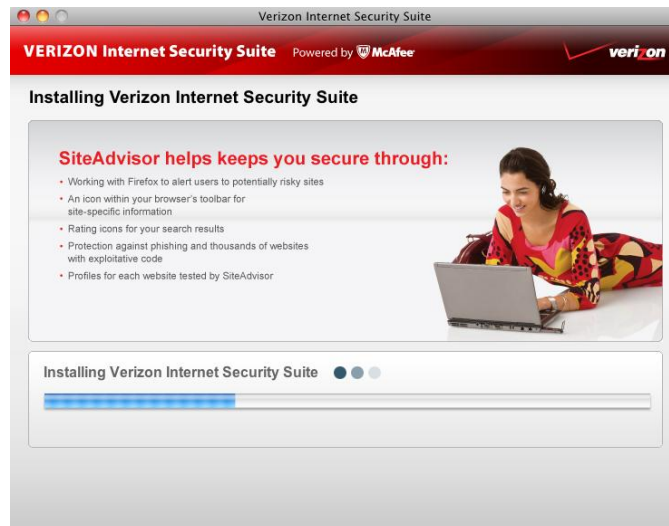 Verizon Internet Security Suite
VERIZON Internet Security Suite Powered by McAfee verizon
Installing Verizon Internet Security Suite
SiteAdvisor helps keeps you secure through:
• Working with Firefox to alert users to potentially risky sites
• An icon within your browser's toolbar for
site-specific information
• Rating icons for your search results
• Protection against phishing and thousands of websites
with exploitative code
• Profiles for each website tested by SiteAdvisor
Installing Verizon Internet Security Suite